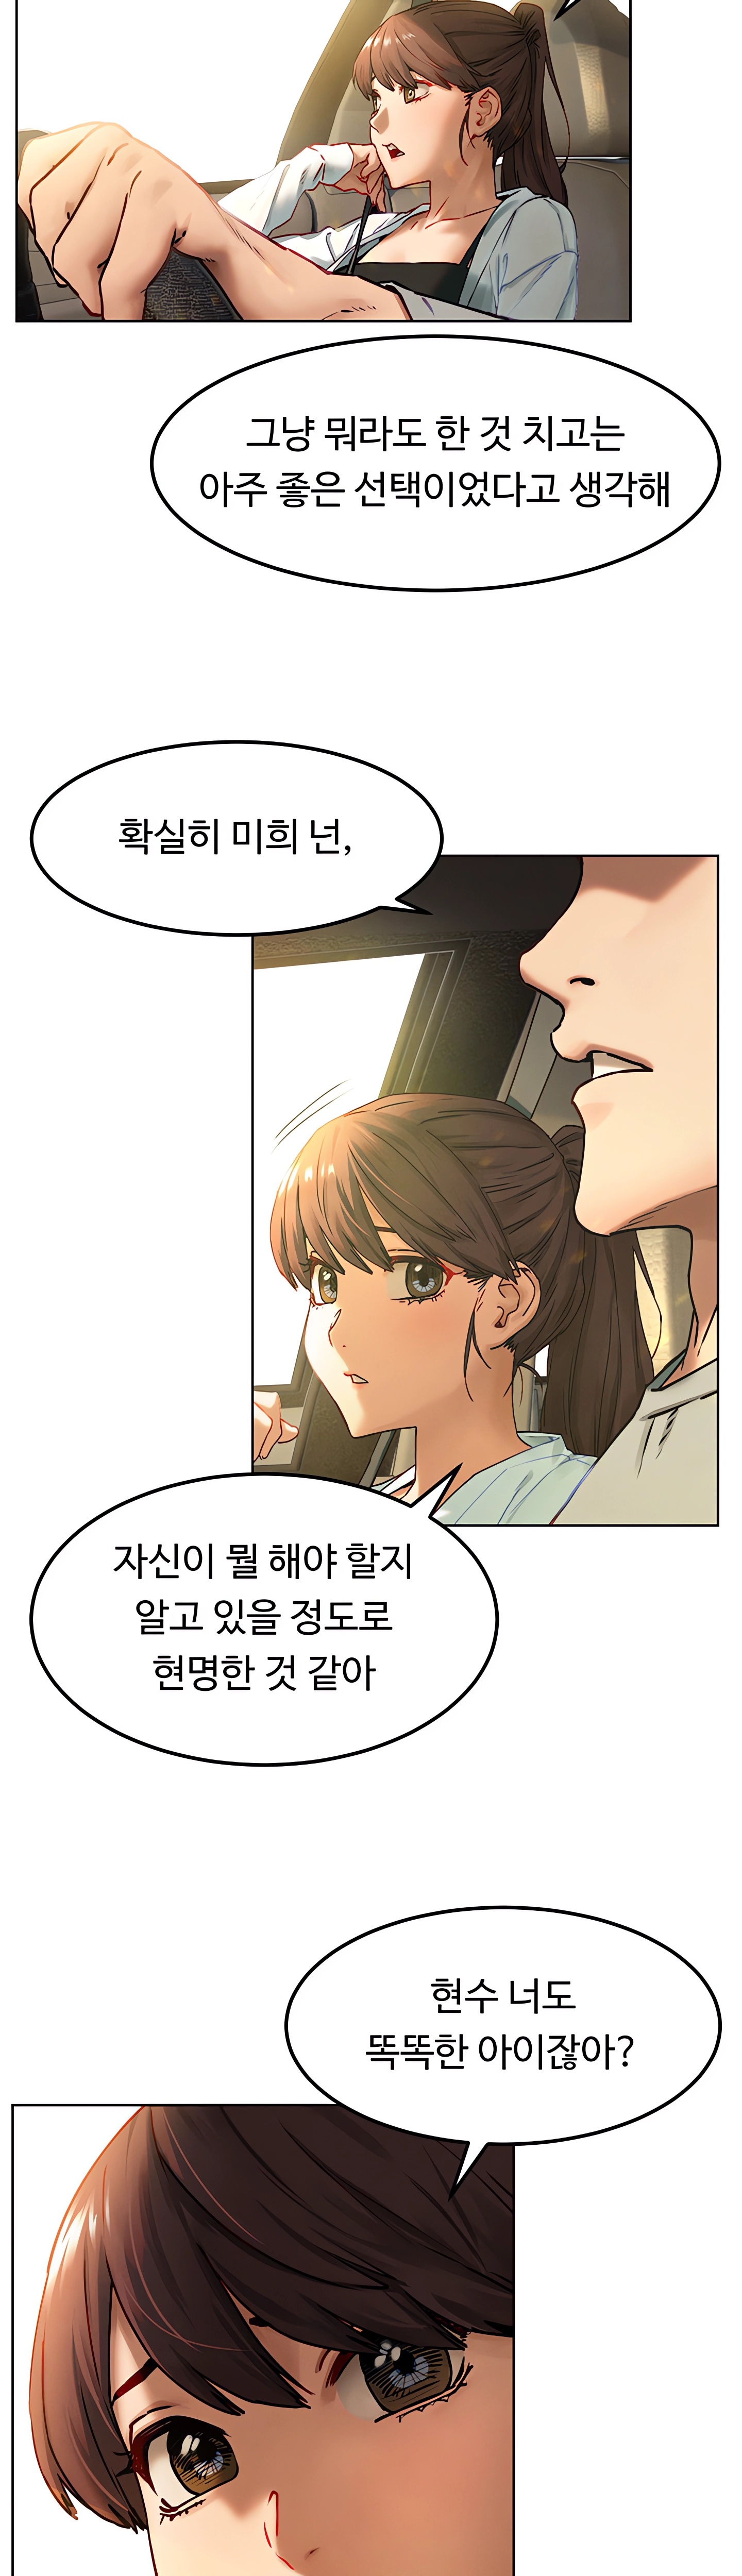 그냥 뭐라도 한 것 치고는
아주 좋은 선택이었다고 생각해
확실히 미희 넌,
자신이 뭘 해야 할지
알고 있을 정도로
현명한 것 같아
현수 너도
똑똑한 아이잖아?